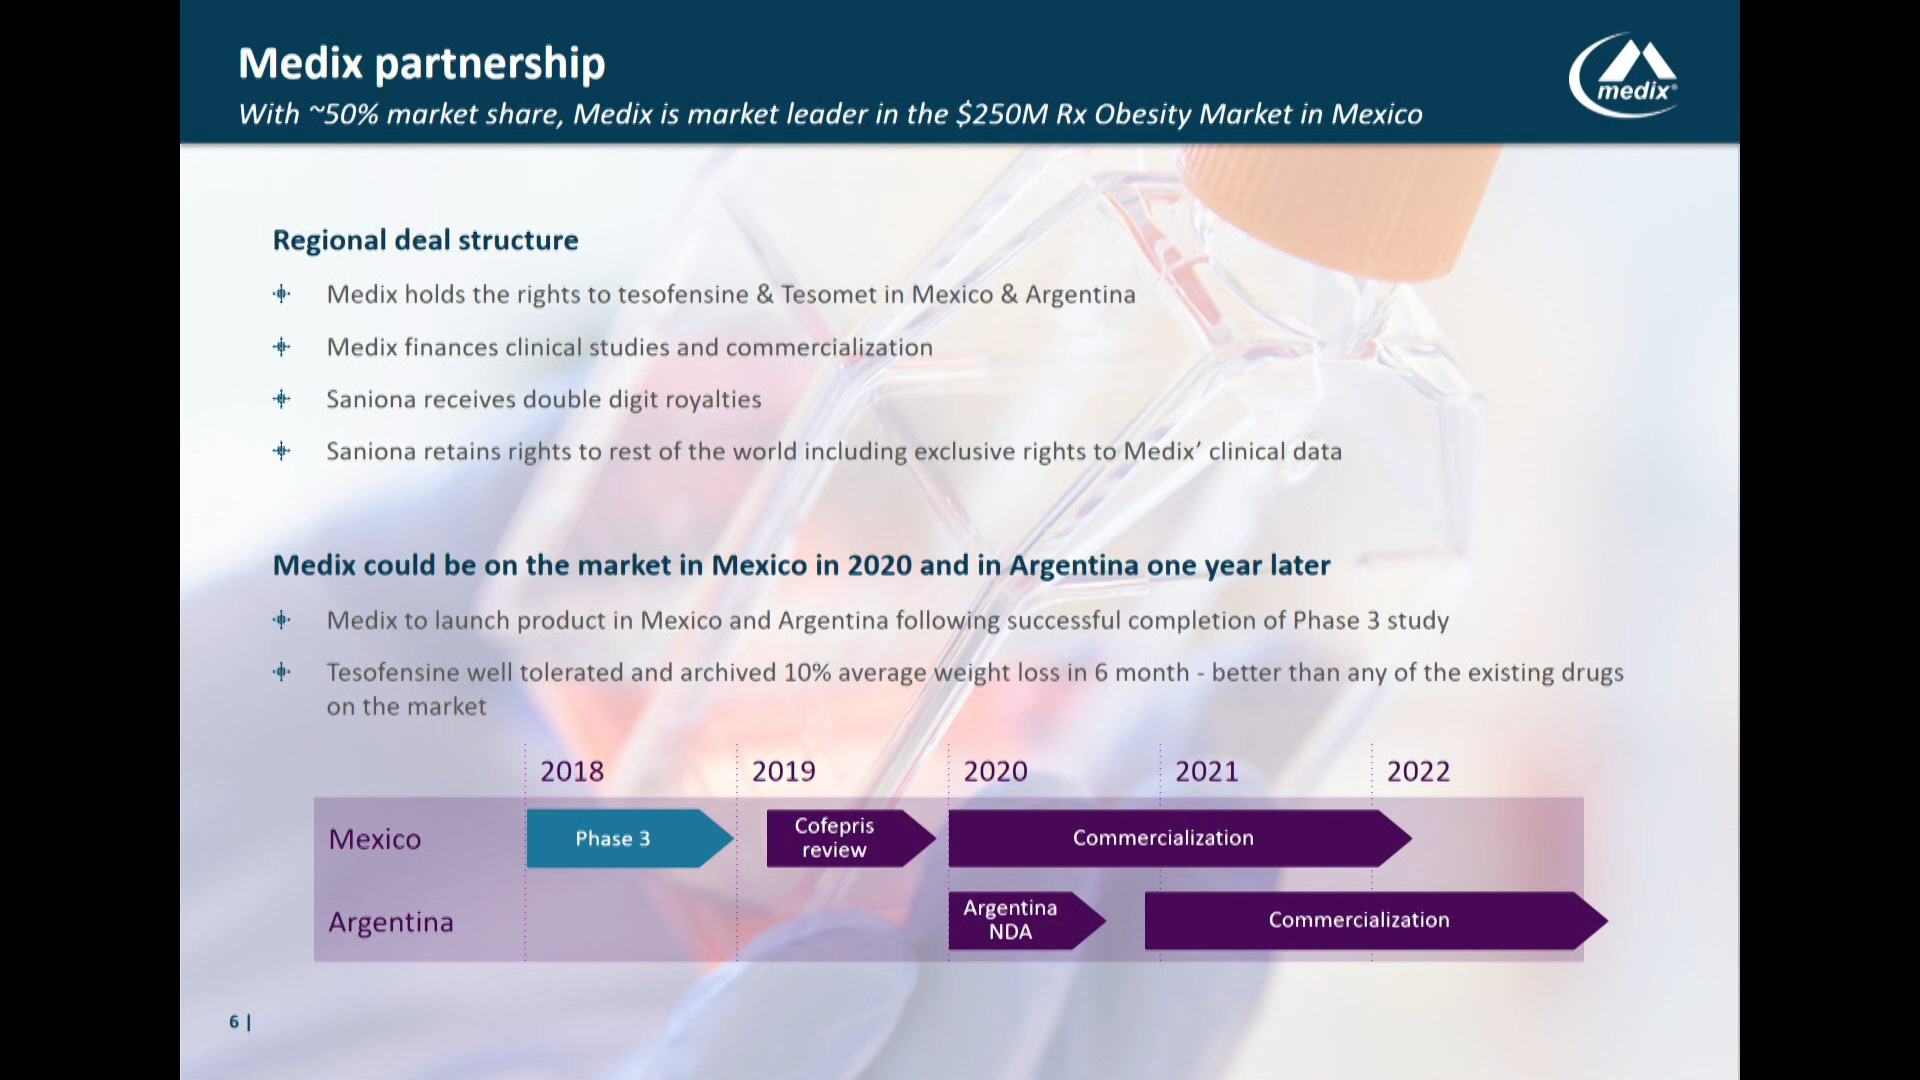 Medix partnership
With ~50% market share, Medix is market leader in the $250M Rx Obesity Market in Mexico
medix®
Regional deal structure
Medix holds the rights to tesofensine & Tesomet in Mexico & Argentina
Medix finances clinical studies and commercialization
Saniona receives double digit royalties
Saniona retains rights to rest of the world including exclusive rights to Medix’ clinical data
Medix could be on the market in Mexico in 2020 and in Argentina one year later
Medix to launch product in Mexico and Argentina following successful completion of Phase 3 study
Tesofensine well tolerated and archived 10% average weight loss in 6 month - better than any of the existing drugs
on the market
2018 2019 2020 2021 2022
Mexico
Phase 3
Cofepris
review
Commercialization
Argentina
Argentina
NDA
Commercialization
6 |